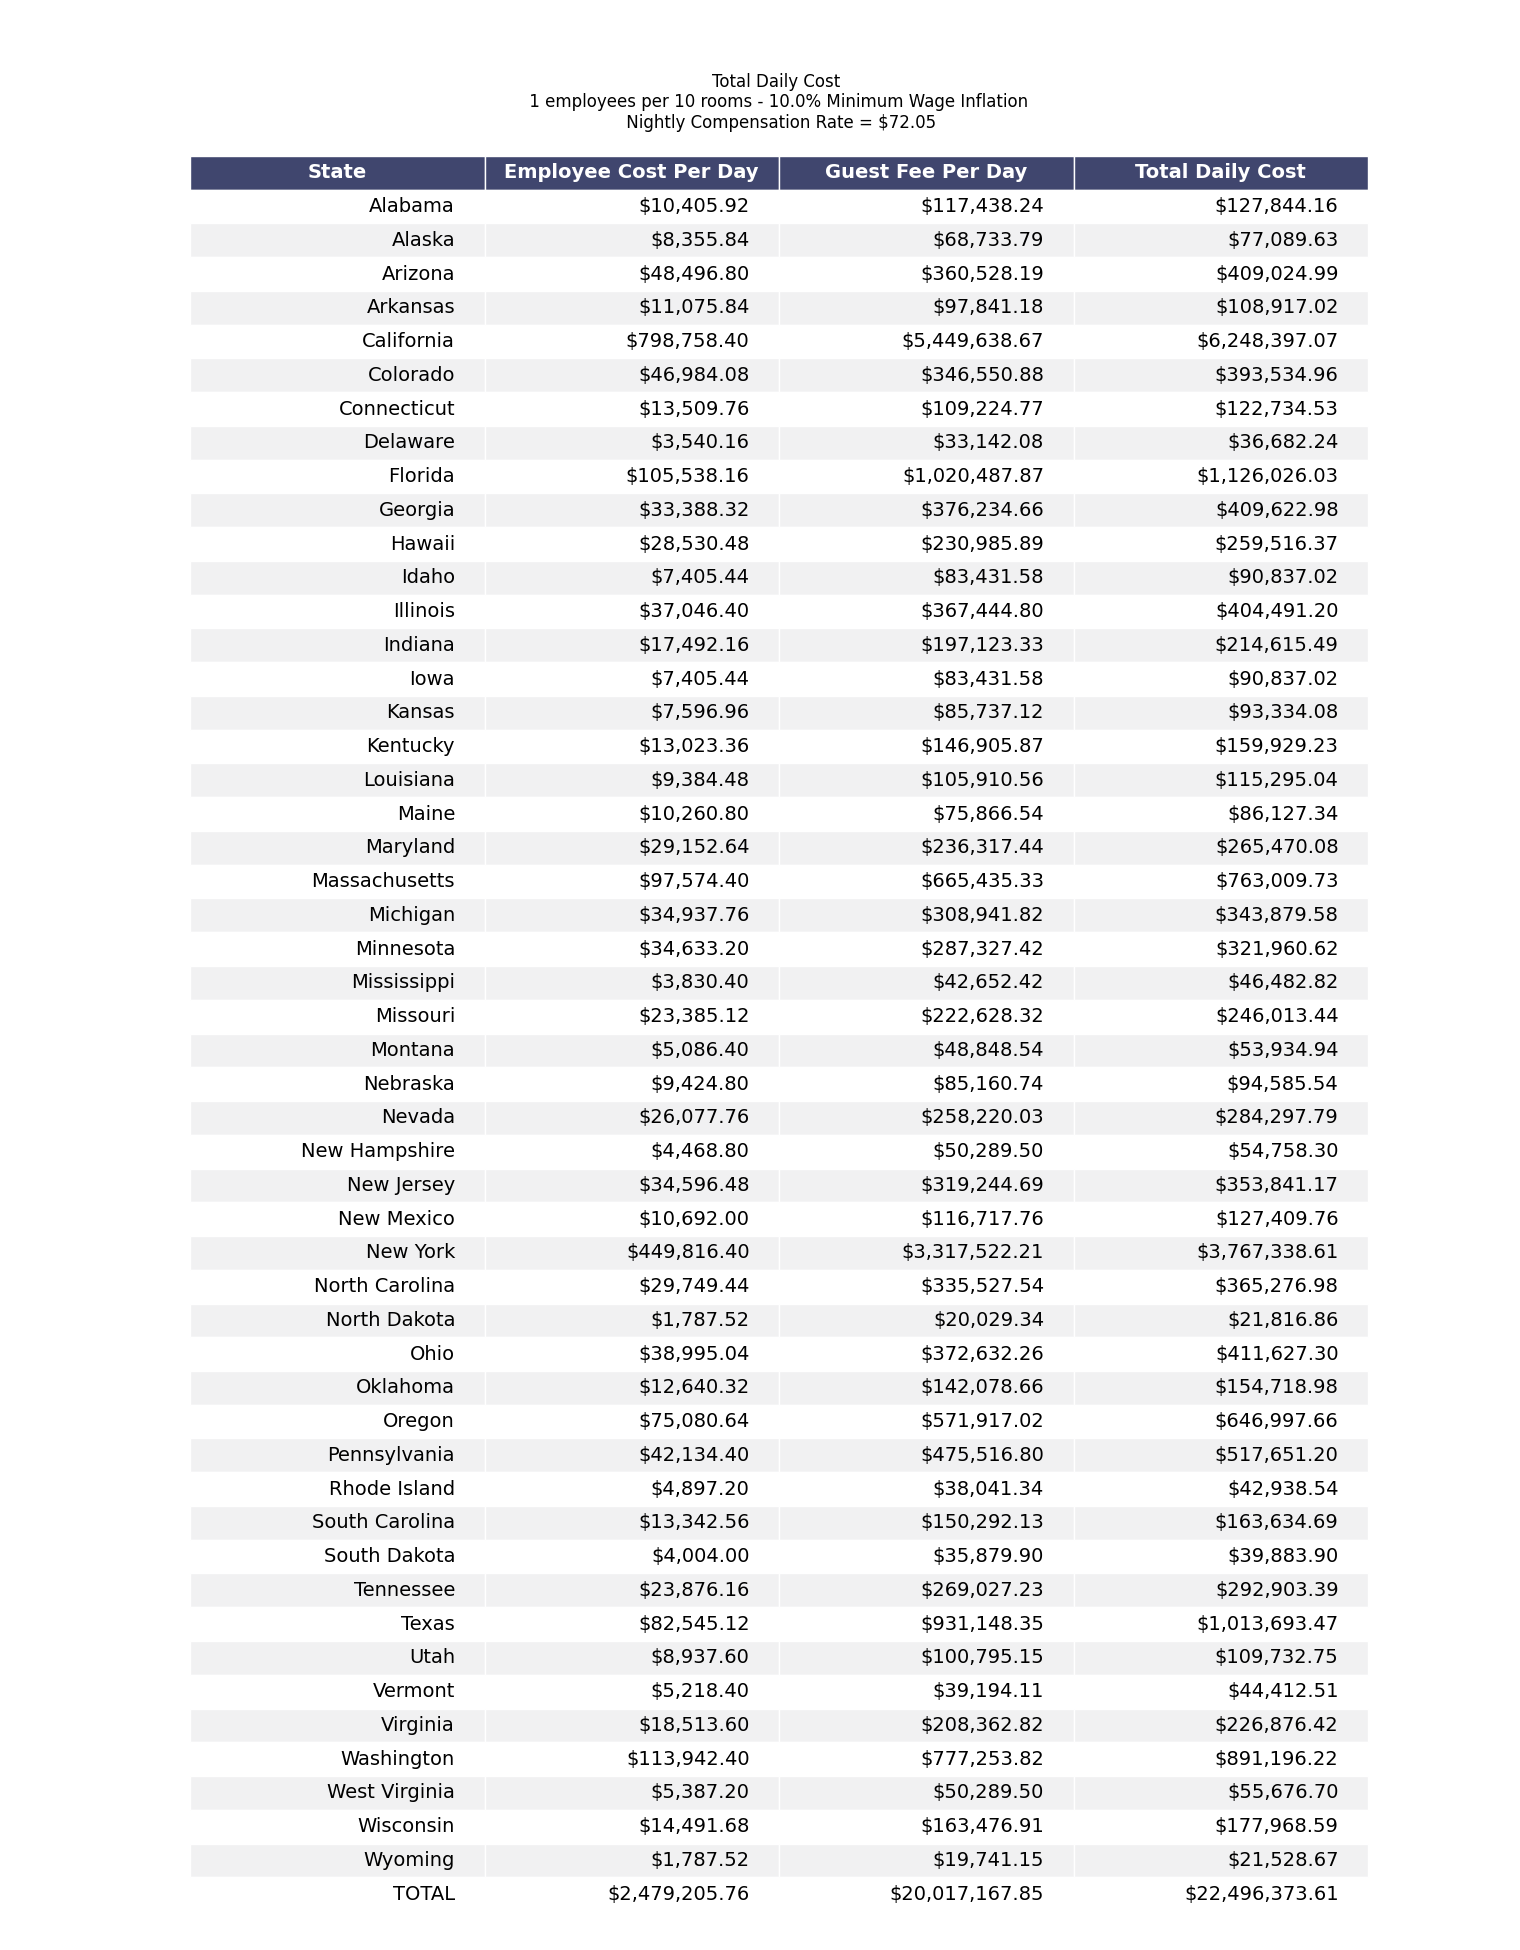 Total Daily Cost
1 employees per 10 rooms - 10.0% Minimum Wage Inflation
Nightly Compensation Rate = $72.05
State Employee Cost Per Day Guest Fee Per Day Total Daily Cost
Alabama $10,405.92 $117,438.24 $127,844.16
Alaska $8,355.84 $68,733.79 $77,089.63
Arizona $48,496.80 $360,528.19 $409,024.99
Arkansas $11,075.84 $97,841.18 $108,917.02
California $798,758.40 $5,449,638.67 $6,248,397.07
Colorado $46,984.08 $346,550.88 $393,534.96
Connecticut $13,509.76 $109,224.77 $122,734.53
Delaware $3,540.16 $33,142.08 $36,682.24
Florida $105,538.16 $1,020,487.87 $1,126,026.03
Georgia $33,388.32 $376,234.66 $409,622.98
Hawaii $28,530.48 $230,985.89 $259,516.37
Idaho $7,405.44 $83,431.58 $90,837.02
Illinois $37,046.40 $367,444.80 $404,491.20
Indiana $17,492.16 $197,123.33 $214,615.49
Iowa $7,405.44 $83,431.58 $90,837.02
Kansas $7,596.96 $85,737.12 $93,334.08
Kentucky $13,023.36 $146,905.87 $159,929.23
Louisiana $9,384.48 $105,910.56 $115,295.04
Maine $10,260.80 $75,866.54 $86,127.34
Maryland $29,152.64 $236,317.44 $265,470.08
Massachusetts $97,574.40 $665,435.33 $763,009.73
Michigan $34,937.76 $308,941.82 $343,879.58
Minnesota $34,633.20 $287,327.42 $321,960.62
Mississippi $3,830.40 $42,652.42 $46,482.82
Missouri $23,385.12 $222,628.32 $246,013.44
Montana $5,086.40 $48,848.54 $53,934.94
Nebraska $9,424.80 $85,160.74 $94,585.54
Nevada $26,077.76 $258,220.03 $284,297.79
New Hampshire $4,468.80 $50,289.50 $54,758.30
New Jersey $34,596.48 $319,244.69 $353,841.17
New Mexico $10,692.00 $116,717.76 $127,409.76
New York $449,816.40 $3,317,522.21 $3,767,338.61
North Carolina $29,749.44 $335,527.54 $365,276.98
North Dakota $1,787.52 $20,029.34 $21,816.86
Ohio $38,995.04 $372,632.26 $411,627.30
Oklahoma $12,640.32 $142,078.66 $154,718.98
Oregon $75,080.64 $571,917.02 $646,997.66
Pennsylvania $42,134.40 $475,516.80 $517,651.20
Rhode Island $4,897.20 $38,041.34 $42,938.54
South Carolina $13,342.56 $150,292.13 $163,634.69
South Dakota $4,004.00 $35,879.90 $39,883.90
Tennessee $23,876.16 $269,027.23 $292,903.39
Texas $82,545.12 $931,148.35 $1,013,693.47
Utah $8,937.60 $100,795.15 $109,732.75
Vermont $5,218.40 $39,194.11 $44,412.51
Virginia $18,513.60 $208,362.82 $226,876.42
Washington $113,942.40 $777,253.82 $891,196.22
West Virginia $5,387.20 $50,289.50 $55,676.70
Wisconsin $14,491.68 $163,476.91 $177,968.59
Wyoming $1,787.52 $19,741.15 $21,528.67
TOTAL $2,479,205.76 $20,017,167.85 $22,496,373.61